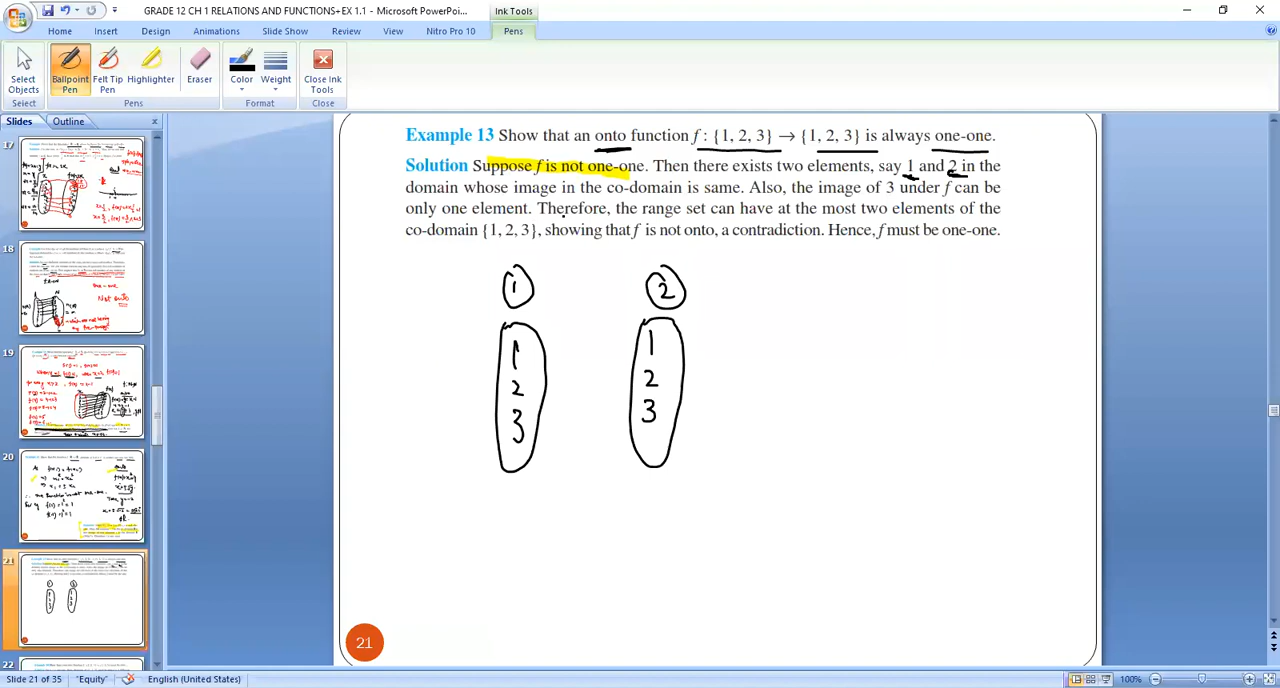 GRADE 12 CH 1 RELATIONS AND FUNCTIONS+EX 1.1 - Microsoft PowerPoi...
Ink Tools
Home Insert Design Animations Slide Show Review View Nitro Pro 10 Pens
Select Objects
Ballpoint Pen
Felt Tip Pen
Highlighter
Eraser
Color
Weight
Close Ink Tools
Select Pens Format Close
Slides Outline
17
18
19
20
21
22
Example 13 Show that an onto function f : {1, 2, 3} → {1, 2, 3} is always one-one.
Solution Suppose f is not one-one. Then there exists two elements, say 1 and 2 in the
domain whose image in the co-domain is same. Also, the image of 3 under f can be
only one element. Therefore, the range set can have at the most two elements of the
co-domain {1, 2, 3}, showing that f is not onto, a contradiction. Hence, f must be one-one.
1 2
1 1
2 2
3 3
21
Slide 21 of 35 "Equity" English (United States) 100%